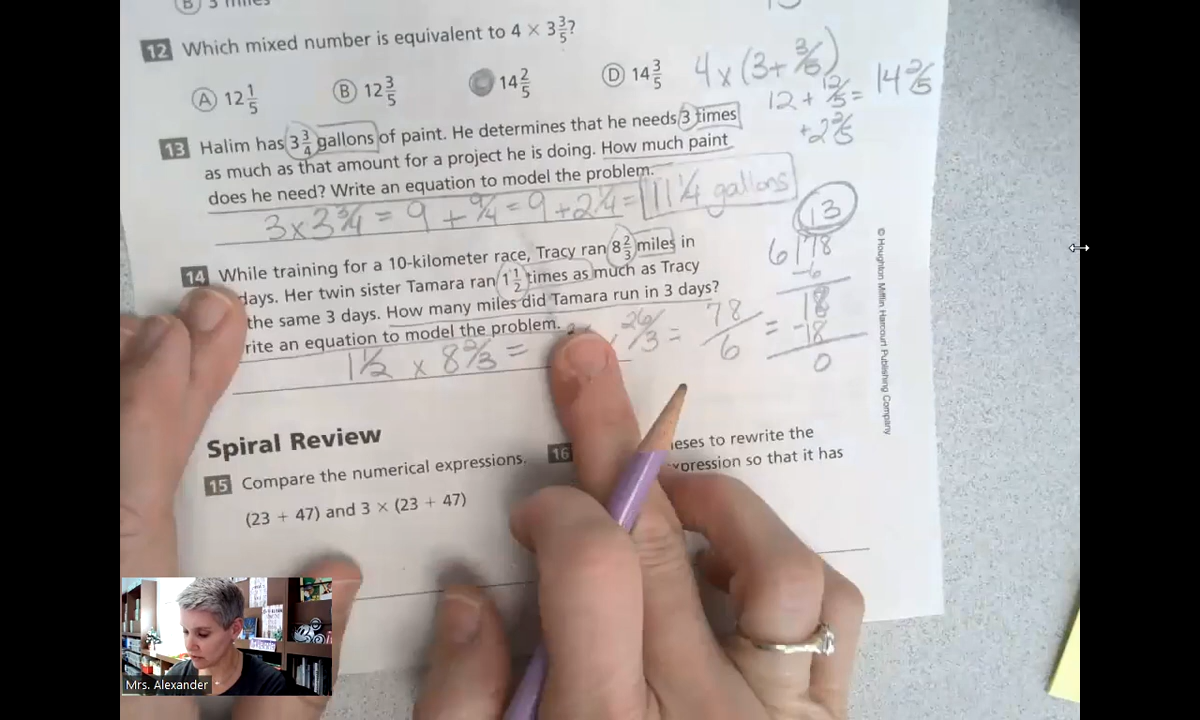 B 3 miles
12 Which mixed number is equivalent to 4 × 3 3/5?
A 12 1/5 B 12 3/5 14 2/5 D 14 3/5
4 x (3 + 3/5)
12 + 12/5 = 14 2/5
+ 2 2/5
13 Halim has 3 3/4 gallons of paint. He determines that he needs 3 times
as much as that amount for a project he is doing. How much paint
does he need? Write an equation to model the problem.
3 x 3 3/4 = 9 + 9/4 = 9 + 2 1/4 = 11 1/4 gallons
14 While training for a 10-kilometer race, Tracy ran 8 2/3 miles in
days. Her twin sister Tamara ran 1 1/2 times as much as Tracy
the same 3 days. How many miles did Tamara run in 3 days?
rite an equation to model the problem.
1 1/2 x 8 2/3 = 26/3 = 78/6 =
13
6 78
-6
18
-18
0
Spiral Review
15 Compare the numerical expressions.
(23 + 47) and 3 × (23 + 47)
16 eses to rewrite the
xpression so that it has
© Houghton Mifflin Harcourt Publishing Company
Mrs. Alexander